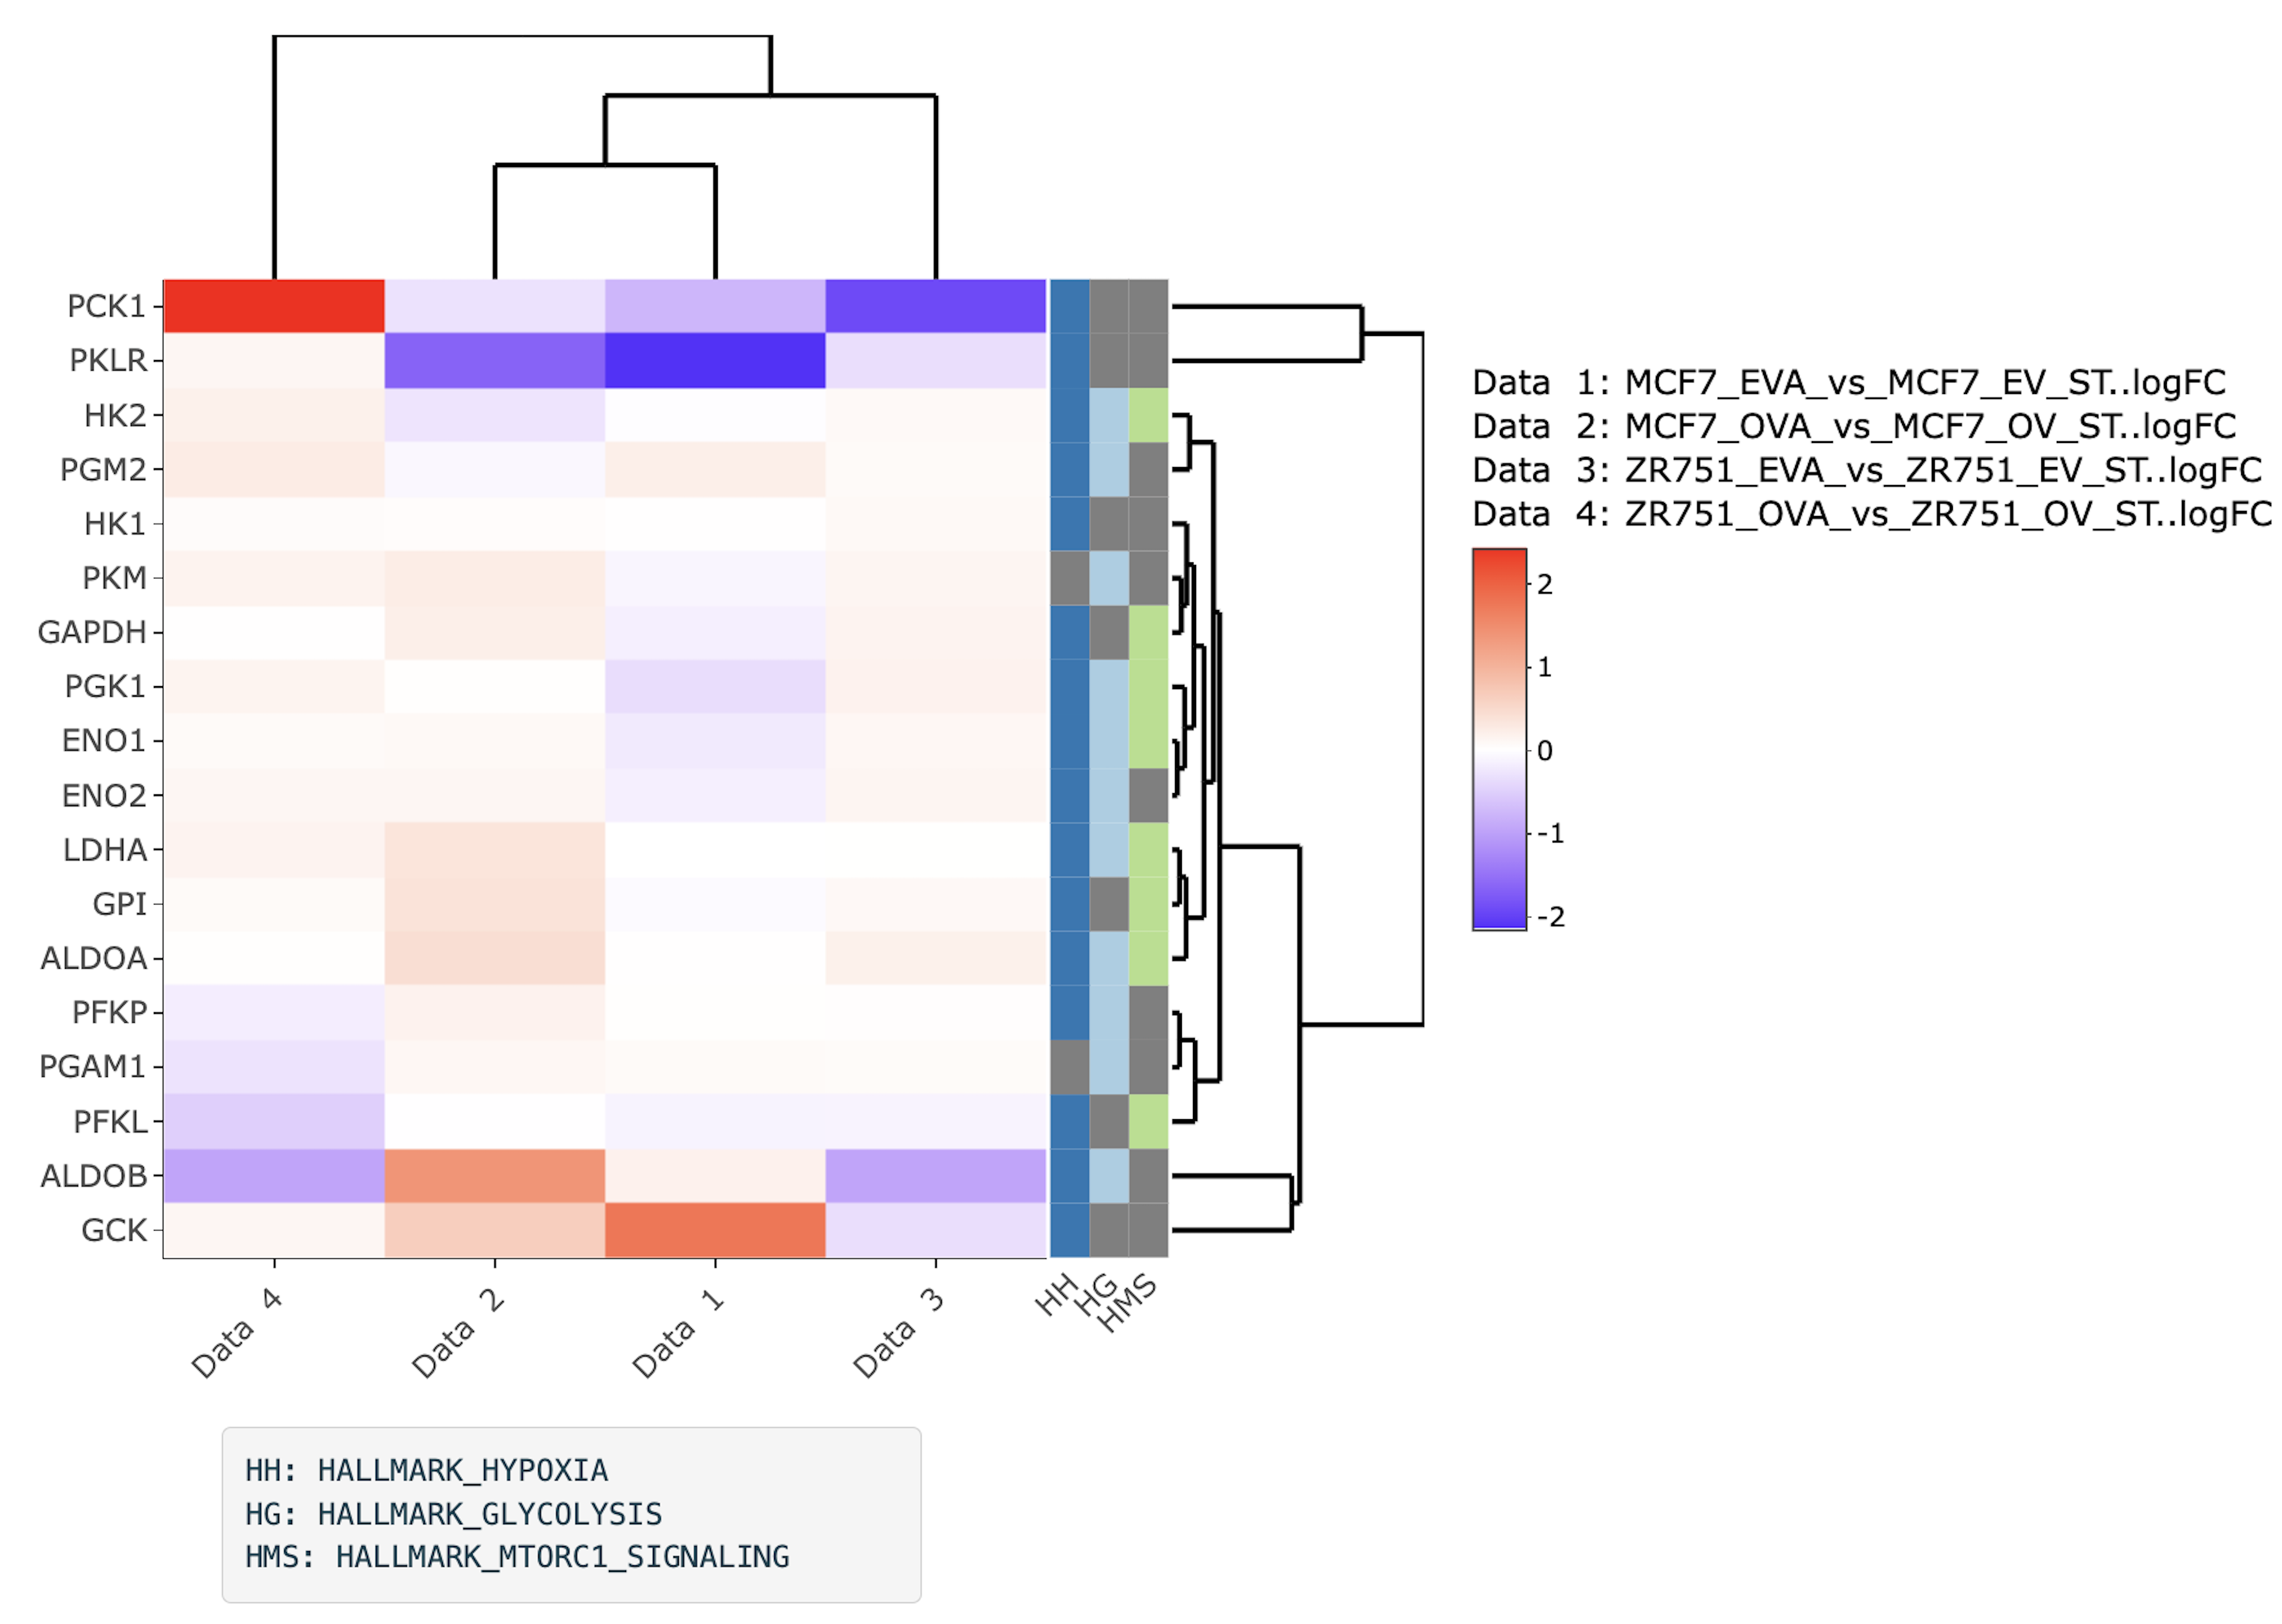 PCK1
PKLR
HK2
PGM2
HK1
PKM
GAPDH
PGK1
ENO1
ENO2
LDHA
GPI
ALDOA
PFKP
PGAM1
PFKL
ALDOB
GCK
Data 4
Data 2
Data 1
Data 3
HH
HG
HMS
Data 1: MCF7_EVA_vs_MCF7_EV_ST..logFC
Data 2: MCF7_OVA_vs_MCF7_OV_ST..logFC
Data 3: ZR751_EVA_vs_ZR751_EV_ST..logFC
Data 4: ZR751_OVA_vs_ZR751_OV_ST..logFC
2
1
0
-1
-2
HH: HALLMARK_HYPOXIA
HG: HALLMARK_GLYCOLYSIS
HMS: HALLMARK_MTORC1_SIGNALING